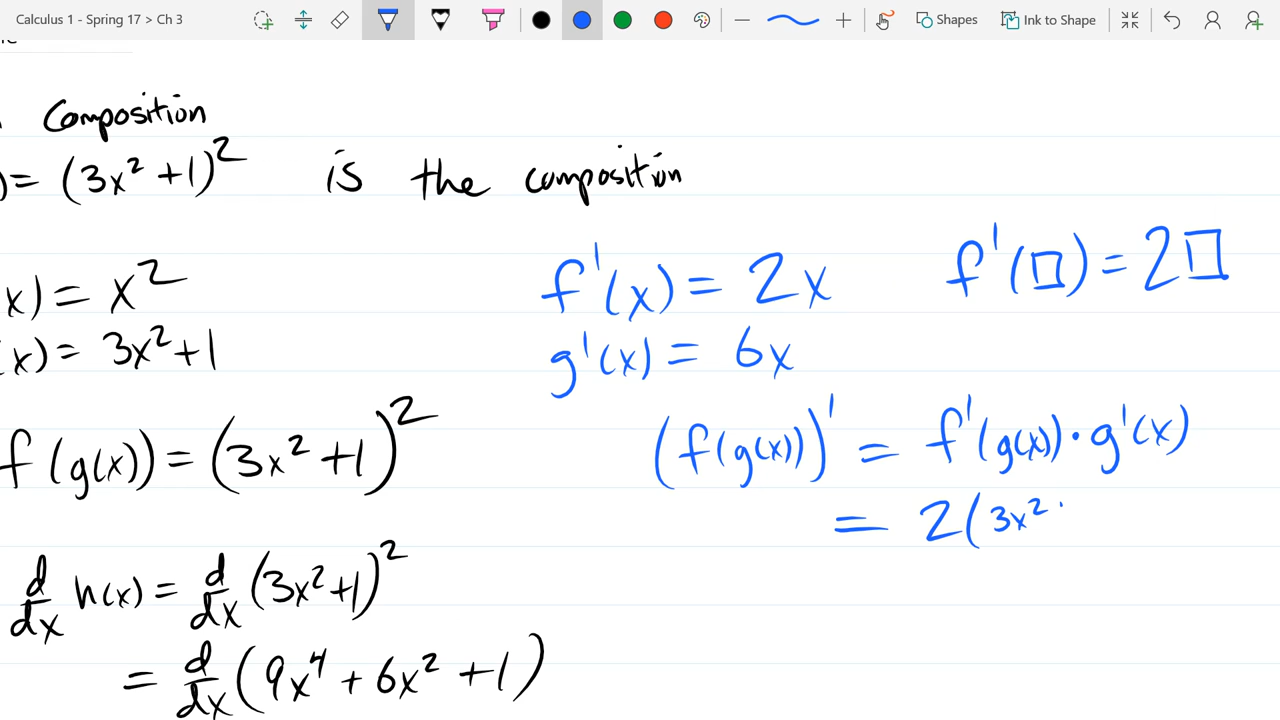 Calculus 1 - Spring 17 > Ch 3
Shapes
Ink to Shape
Composition
)= (3x² +1)² is the composition
x) = x²
(x) = 3x²+1
f'(x) = 2x
f'(□) = 2□
g'(x) = 6x
f(g(x)) = (3x² +1)²
(f(g(x)))' = f'(g(x)) · g'(x)
= 2(3x²
d/dx h(x) = d/dx (3x²+1)²
= d/dx (9x⁴ + 6x² +1)